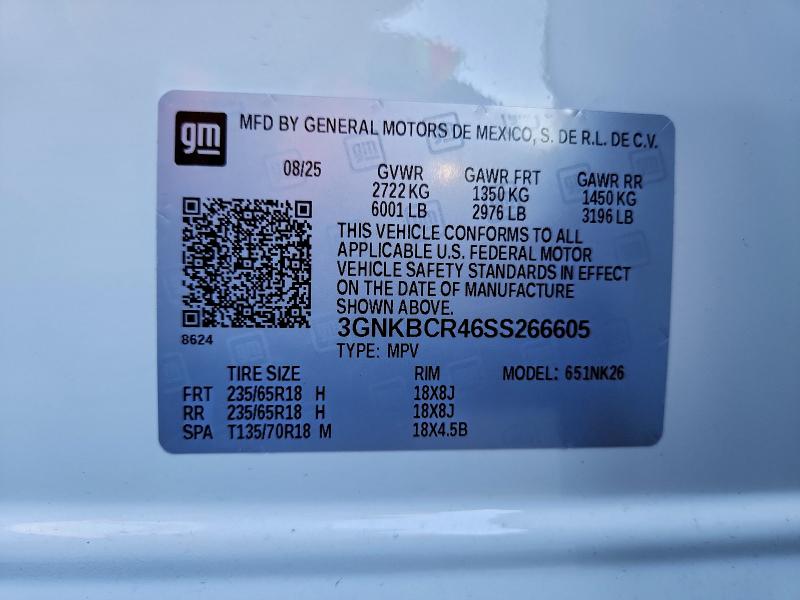 gm MFD BY GENERAL MOTORS DE MEXICO, S. DE R.L. DE C.V.
08/25 GVWR GAWR FRT GAWR RR
2722 KG 1350 KG 1450 KG
6001 LB 2976 LB 3196 LB
THIS VEHICLE CONFORMS TO ALL
APPLICABLE U.S. FEDERAL MOTOR
VEHICLE SAFETY STANDARDS IN EFFECT
ON THE DATE OF MANUFACTURE
SHOWN ABOVE.
8624
3GNKBCR46SS266605
TYPE: MPV
TIRE SIZE RIM MODEL: 651NK26
FRT 235/65R18 H 18X8J
RR 235/65R18 H 18X8J
SPA T135/70R18 M 18X4.5B